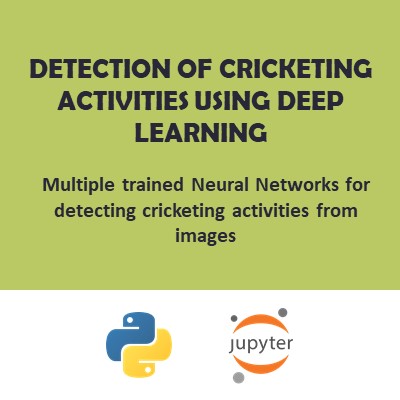 DETECTION OF CRICKETING
ACTIVITIES USING DEEP
LEARNING
Multiple trained Neural Networks for
detecting cricketing activities from
images
jupyter